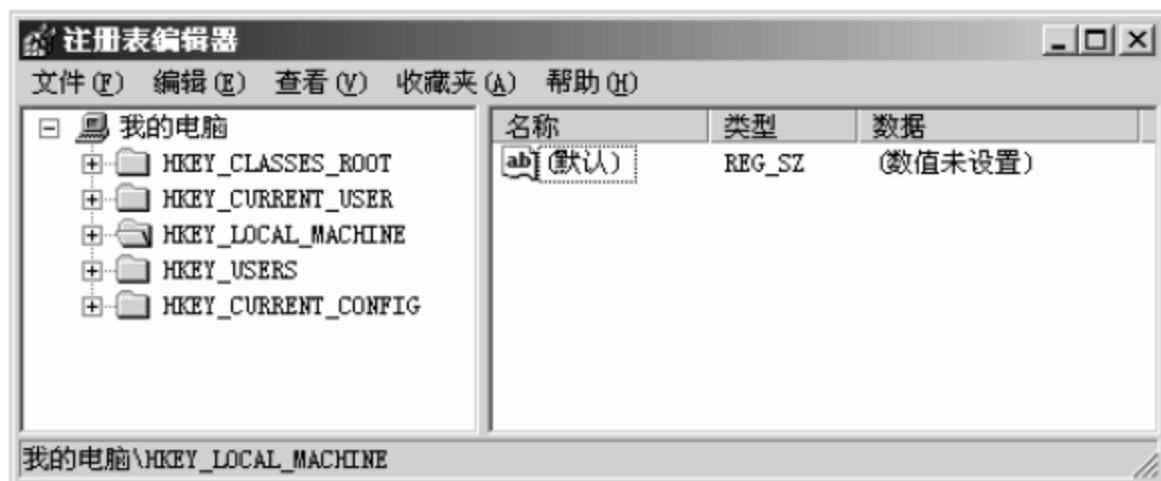 注册表编辑器
文件(F) 编辑(E) 查看(V) 收藏夹(A) 帮助(H)
我的电脑
HKEY_CLASSES_ROOT
HKEY_CURRENT_USER
HKEY_LOCAL_MACHINE
HKEY_USERS
HKEY_CURRENT_CONFIG
名称 类型 数据
ab (默认) REG_SZ (数值未设置)
我的电脑\HKEY_LOCAL_MACHINE